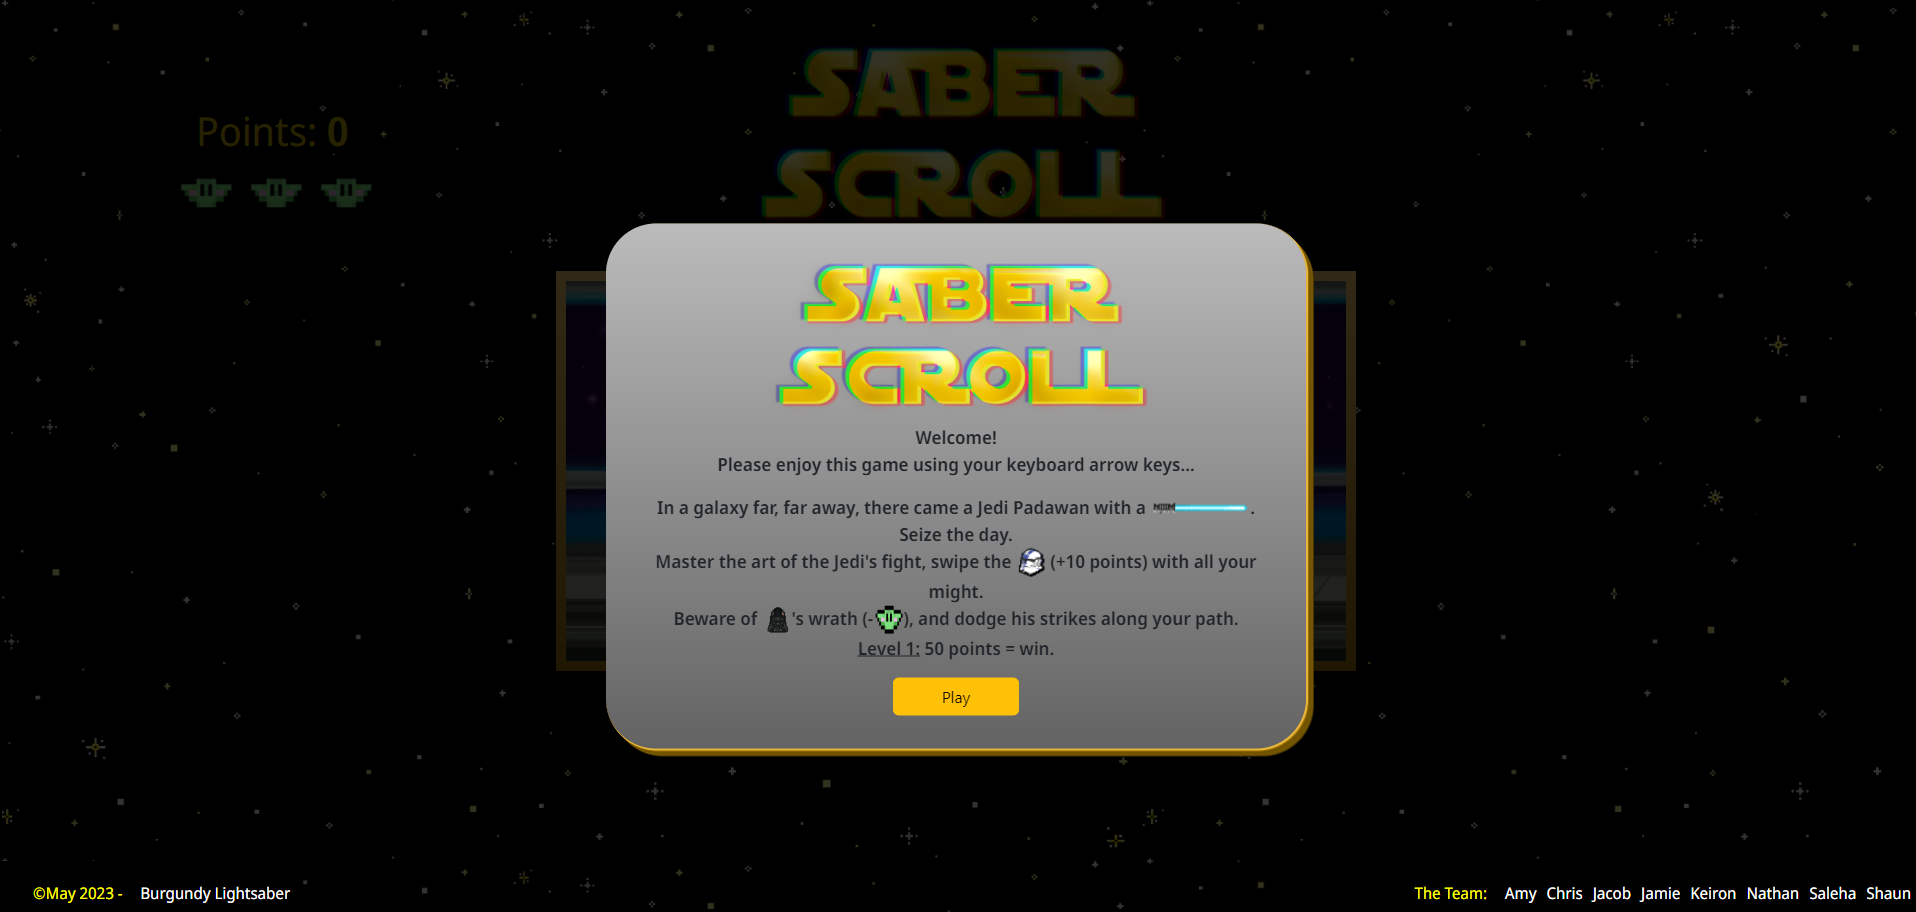 SABER
SCROLL
Points: 0
SABER
SCROLL
Welcome!
Please enjoy this game using your keyboard arrow keys...
In a galaxy far, far away, there came a Jedi Padawan with a .
Seize the day.
Master the art of the Jedi's fight, swipe the (+10 points) with all your
might.
Beware of 's wrath (- ), and dodge his strikes along your path.
Level 1: 50 points = win.
Play
©May 2023 - Burgundy Lightsaber
The Team: Amy Chris Jacob Jamie Keiron Nathan Saleha Shaun